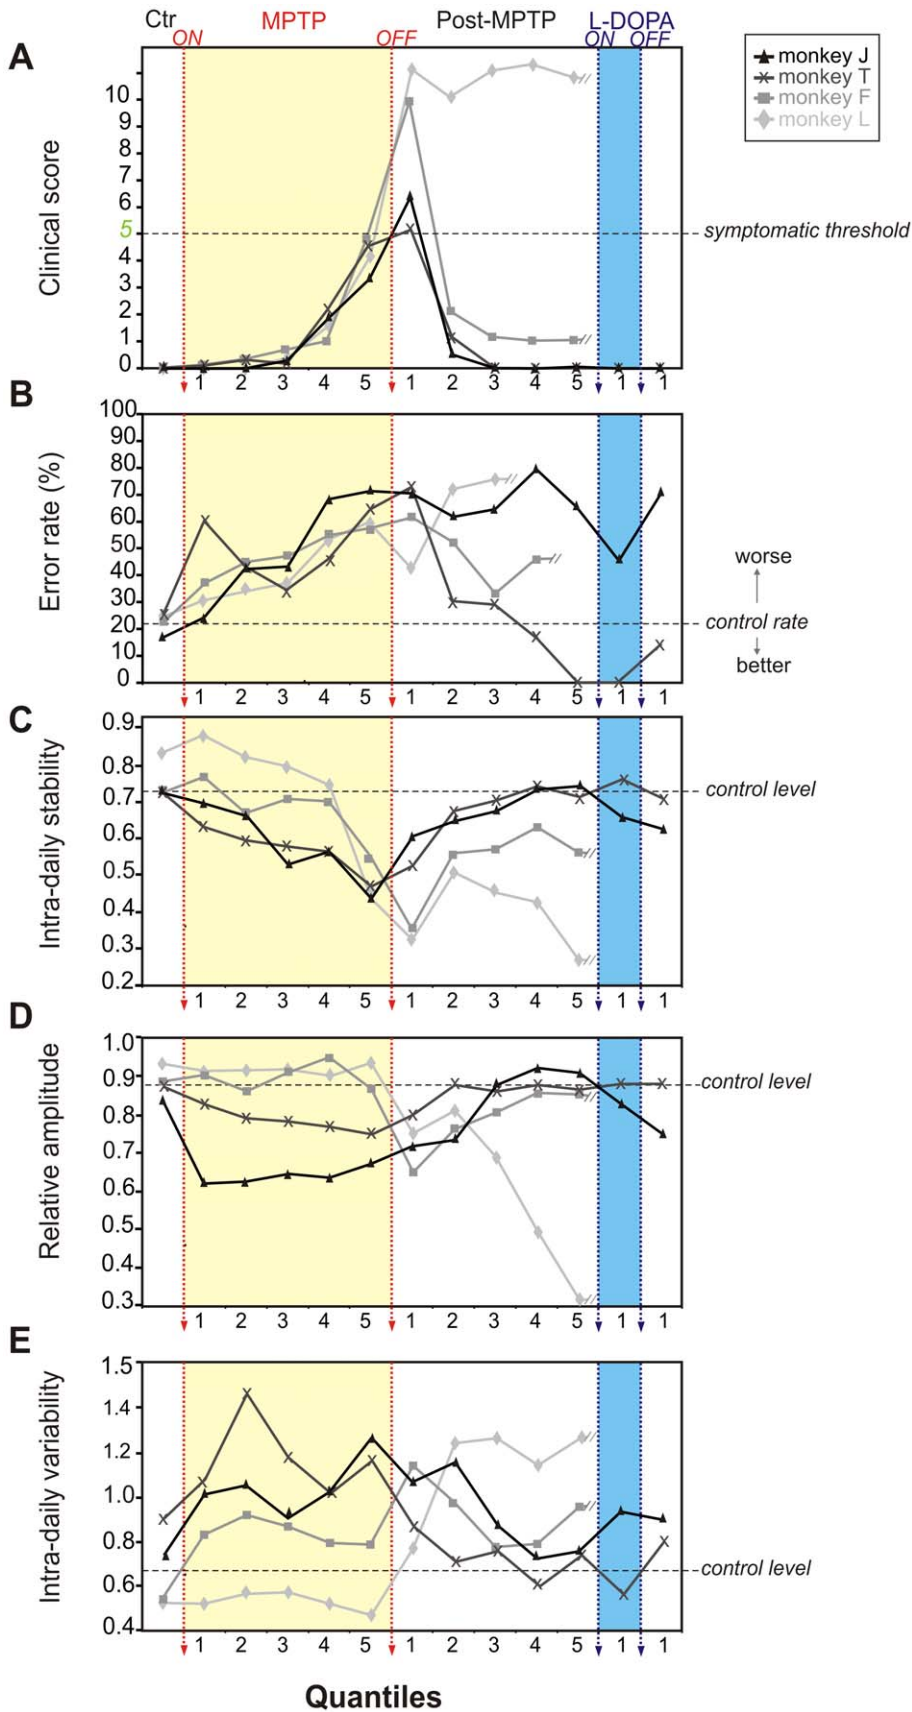 Ctr MPTP Post-MPTP L-DOPA
ON OFF ON OFF
monkey J
monkey T
monkey F
monkey L
A
Clinical score
10
9
8
7
6
5
4
3
2
1
0
symptomatic threshold
1 2 3 4 5 1 2 3 4 5 1 1
B
Error rate (%)
100
90
80
70
60
50
40
30
20
10
0
worse
control rate
better
1 2 3 4 5 1 2 3 4 5 1 1
C
Intra-daily stability
0.9
0.8
0.7
0.6
0.5
0.4
0.3
0.2
control level
1 2 3 4 5 1 2 3 4 5 1 1
D
Relative amplitude
1.0
0.9
0.8
0.7
0.6
0.5
0.4
0.3
control level
1 2 3 4 5 1 2 3 4 5 1 1
E
Intra-daily variability
1.5
1.4
1.2
1.0
0.8
0.6
0.4
control level
1 2 3 4 5 1 2 3 4 5 1 1
Quantiles